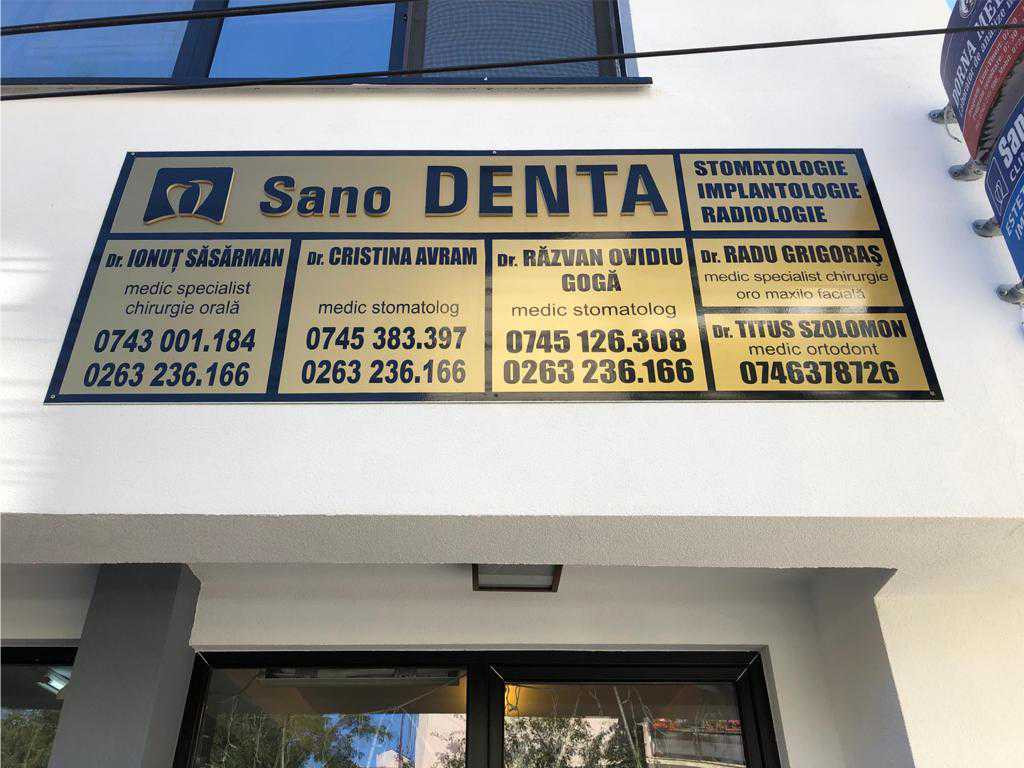 Sano DENTA
STOMATOLOGIE
IMPLANTOLOGIE
RADIOLOGIE
Dr. IONUȚ SĂSĂRMAN
medic specialist
chirurgie orală
0743 001.184
0263 236.166
Dr. CRISTINA AVRAM
medic stomatolog
0745 383.397
0263 236.166
Dr. RĂZVAN OVIDIU
GOGĂ
medic stomatolog
0745 126.308
0263 236.166
Dr. RADU GRIGORAȘ
medic specialist chirurgie
oro maxilo facială
Dr. TITUS SZOLOMON
medic ortodont
0746378726
DORNA